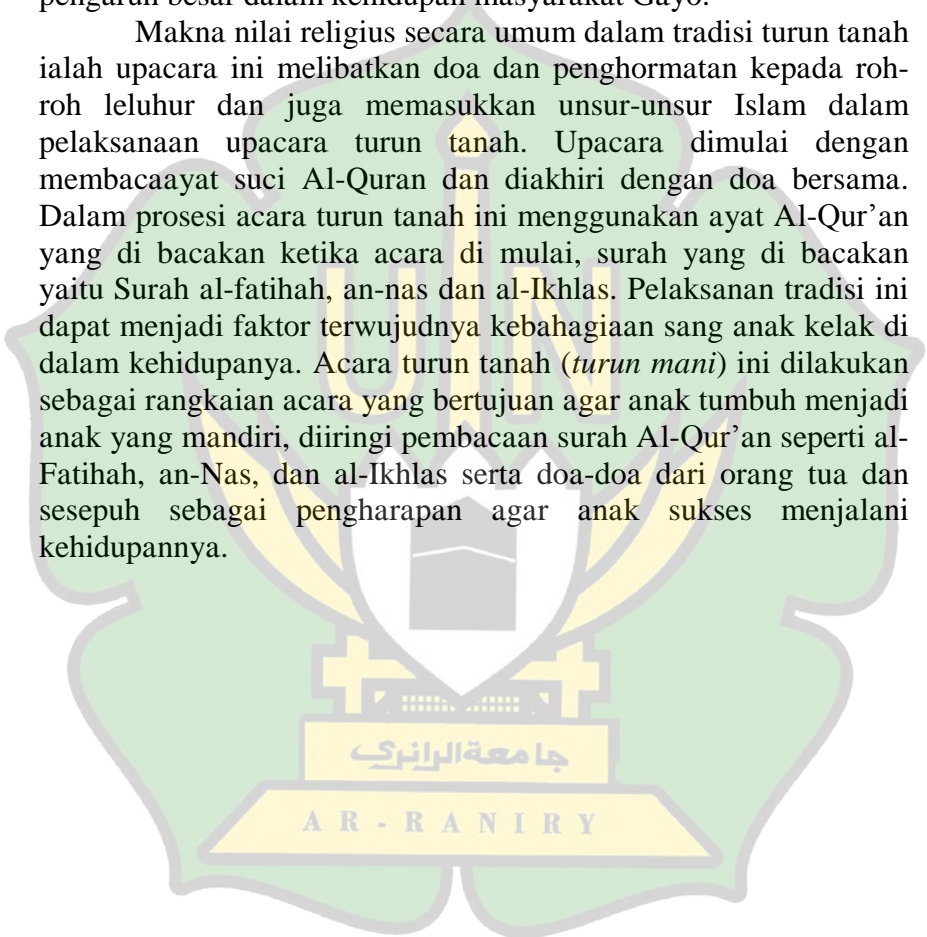 pengaruh besar dalam kehidupan masyarakat Gayo.
Makna nilai religius secara umum dalam tradisi turun tanah
ialah upacara ini melibatkan doa dan penghormatan kepada roh-
roh leluhur dan juga memasukkan unsur-unsur Islam dalam
pelaksanaan upacara turun tanah. Upacara dimulai dengan
membacaayat suci Al-Quran dan diakhiri dengan doa bersama.
Dalam prosesi acara turun tanah ini menggunakan ayat Al-Qur’an
yang di bacakan ketika acara di mulai, surah yang di bacakan
yaitu Surah al-fatihah, an-nas dan al-Ikhlas. Pelaksanan tradisi ini
dapat menjadi faktor terwujudnya kebahagiaan sang anak kelak di
dalam kehidupanya. Acara turun tanah (turun mani) ini dilakukan
sebagai rangkaian acara yang bertujuan agar anak tumbuh menjadi
anak yang mandiri, diiringi pembacaan surah Al-Qur’an seperti al-
Fatihah, an-Nas, dan al-Ikhlas serta doa-doa dari orang tua dan
sesepuh sebagai pengharapan agar anak sukses menjalani
kehidupannya.
UIN
جامعة الرانري
AR-RANIRY